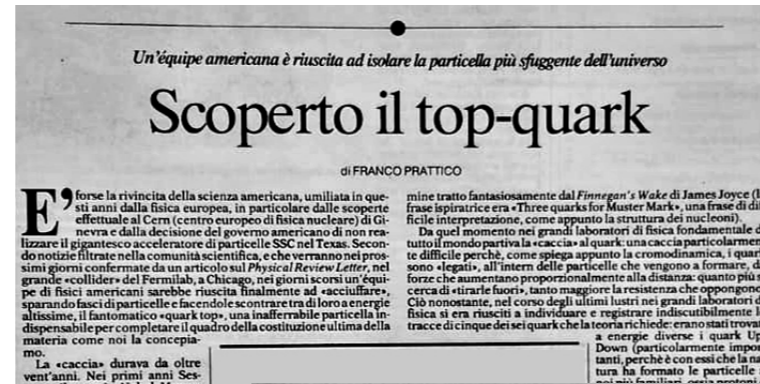 Un'équipe americana è riuscita ad isolare la particella più sfuggente dell'universo
Scoperto il top-quark
di FRANCO PRATTICO
E' forse la rivincita della scienza americana, umiliata in que-
sti anni dalla fisica europea, in particolare dalle scoperte
effettuate al Cern (centro europeo di fisica nucleare) di Gi-
nevra e dalla decisione del governo americano di non rea-
lizzare il gigantesco acceleratore di particelle SSC nel Texas. Secon-
do notizie filtrate nella comunità scientifica, e che verranno nei pros-
simi giorni confermate da un articolo sul Physical Review Letter, nel
grande «collider» del Fermilab, a Chicago, nei giorni scorsi un'équi-
pe di fisici americani sarebbe riuscita finalmente ad «acciuffare»,
sparando fasci di particelle e facendole scontrare tra di loro a energie
altissime, il fantomatico «quark top», una inafferrabile particella in-
dispensabile per completare il quadro della costituzione ultima della
materia come noi la concepia-
mo.
La «caccia» durava da oltre
vent'anni. Nei primi anni Ses-
mine tratto fantasiosamente dal Finnegan's Wake di James Joyce (l
frase ispiratrice era «Three quarks for Muster Mark», una frase di di
ficile interpretazione, come appunto la struttura dei nucleoni).
Da quel momento nei grandi laboratori di fisica fondamentale d
tutto il mondo partiva la «caccia» al quark: una caccia particolarmen
te difficile perchè, come spiega appunto la cromodinamica, i quar
sono «legati», all'intern delle particelle che vengono a formare, d
forze che aumentano proporzionalmente alla distanza: quanto più s
cerca di «tirarle fuori», tanto maggiore la resistenza che oppongono
Ciò nonostante, nel corso degli ultimi lustri nei grandi laboratori d
fisica si era riusciti a individuare e registrare indiscutibilmente l
tracce di cinque dei sei quark che la teoria richiede: erano stati trovat
a energie diverse i quark Up
Down (particolarmente impor
tanti, perchè è con essi che la na
tura ha formato le particelle